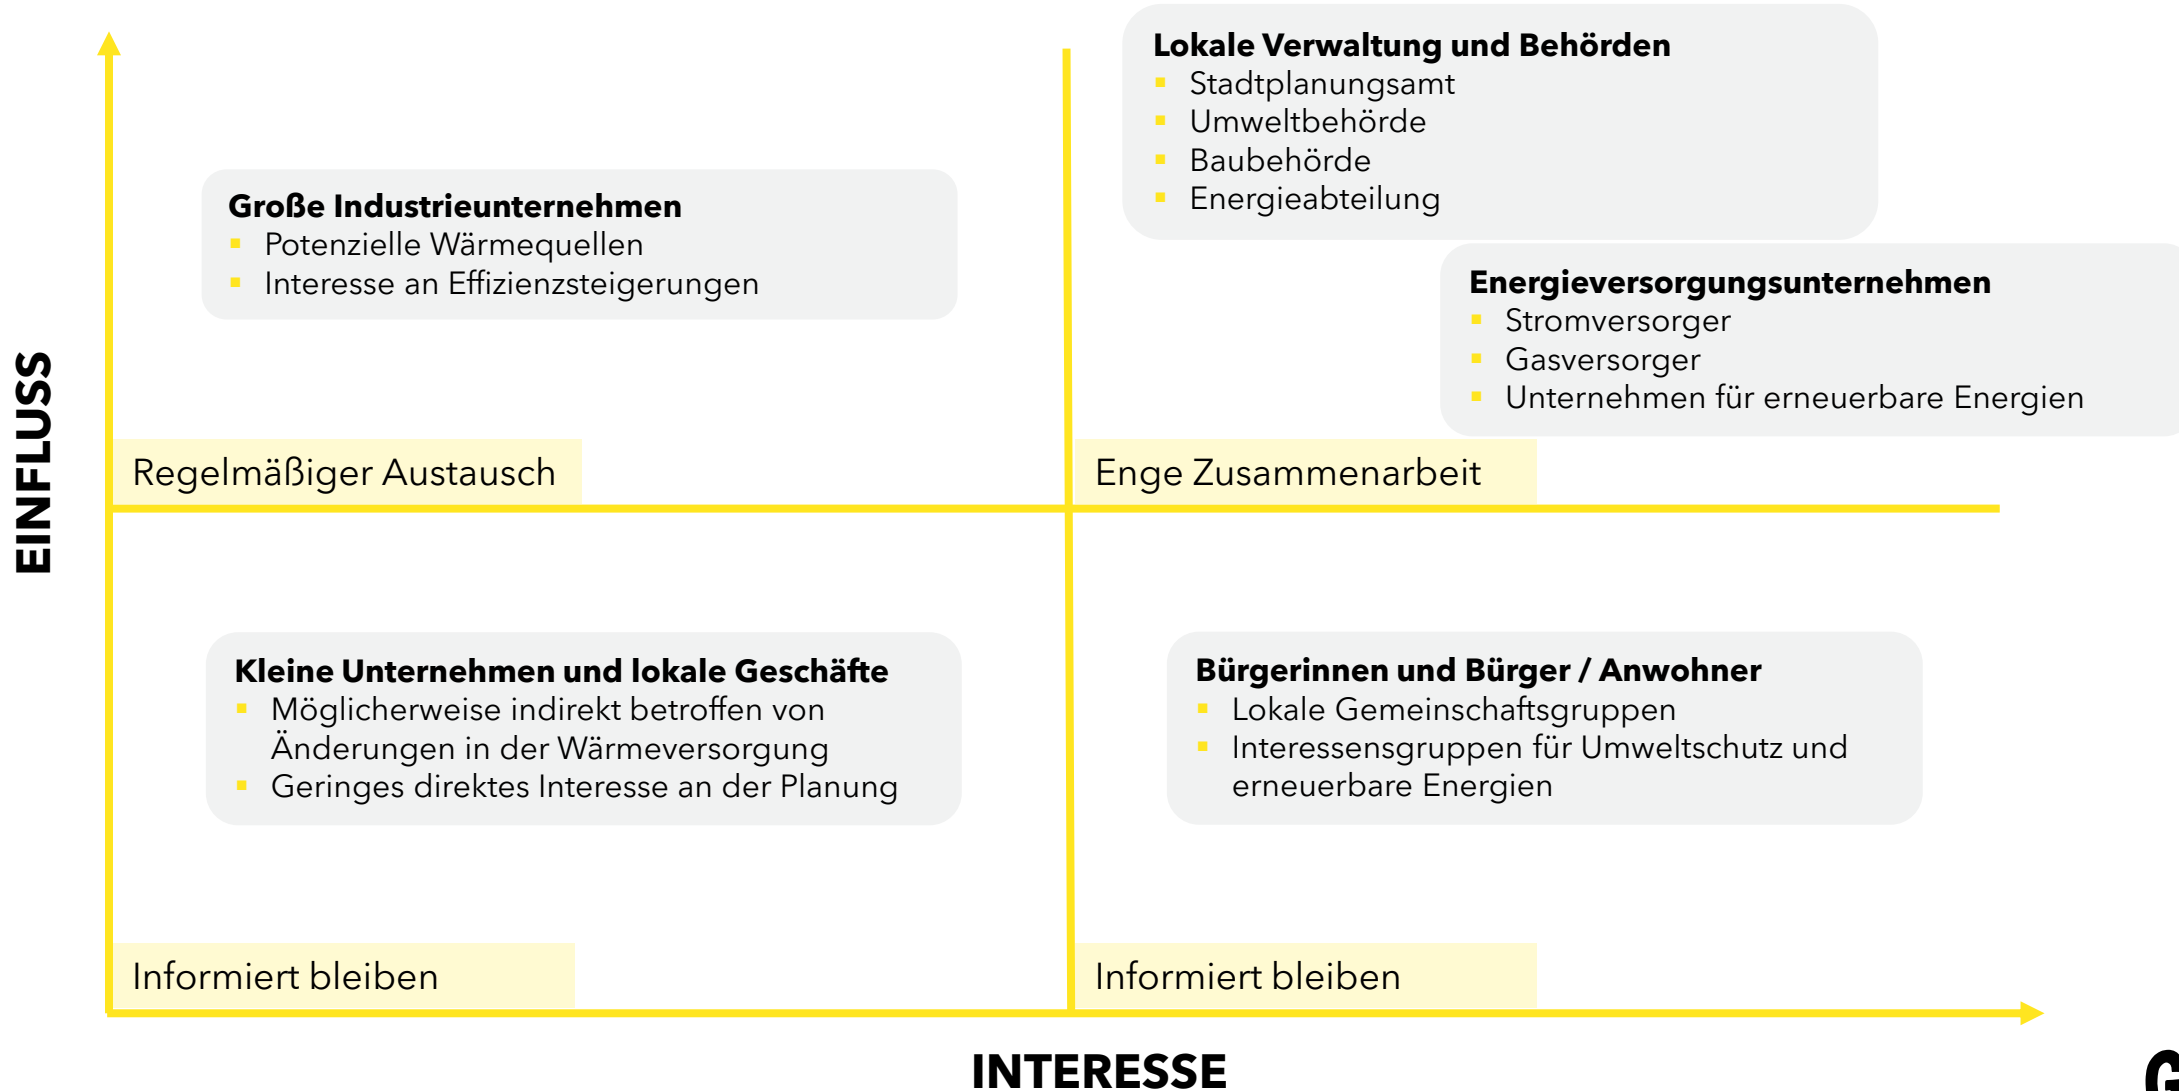 Lokale Verwaltung und Behörden
Stadtplanungsamt
Umweltbehörde
Baubehörde
Energieabteilung
Große Industrieunternehmen
Potenzielle Wärmequellen
Interesse an Effizienzsteigerungen
Energieversorgungsunternehmen
Stromversorger
Gasversorger
Unternehmen für erneuerbare Energien
EINFLUSS
Regelmäßiger Austausch
Enge Zusammenarbeit
Kleine Unternehmen und lokale Geschäfte
Möglicherweise indirekt betroffen von
Änderungen in der Wärmeversorgung
Geringes direktes Interesse an der Planung
Bürgerinnen und Bürger / Anwohner
Lokale Gemeinschaftsgruppen
Interessensgruppen für Umweltschutz und
erneuerbare Energien
Informiert bleiben
Informiert bleiben
INTERESSE